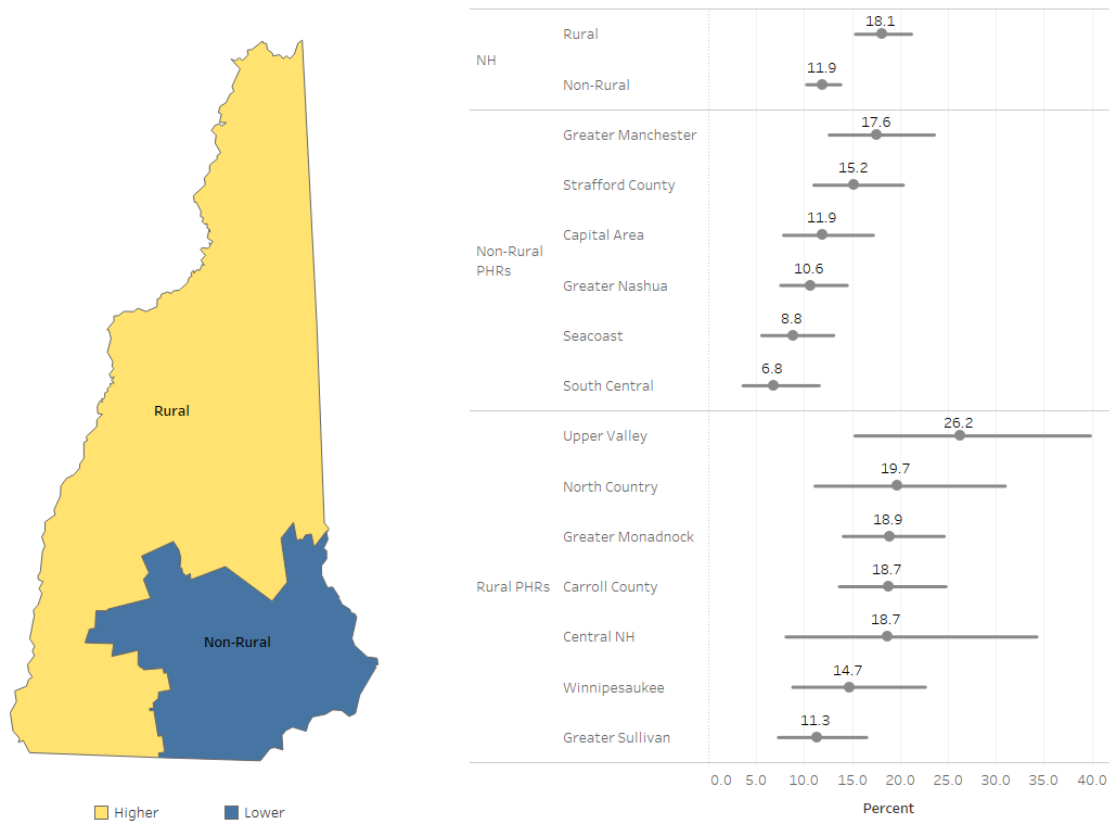 Rural
Non-Rural
Higher
Lower
NH
Rural
18.1
Non-Rural
11.9
Non-Rural
PHRs
Greater Manchester
17.6
Strafford County
15.2
Capital Area
11.9
Greater Nashua
10.6
Seacoast
8.8
South Central
6.8
Rural PHRs
Upper Valley
26.2
North Country
19.7
Greater Monadnock
18.9
Carroll County
18.7
Central NH
18.7
Winnipesaukee
14.7
Greater Sullivan
11.3
0.0 5.0 10.0 15.0 20.0 25.0 30.0 35.0 40.0
Percent